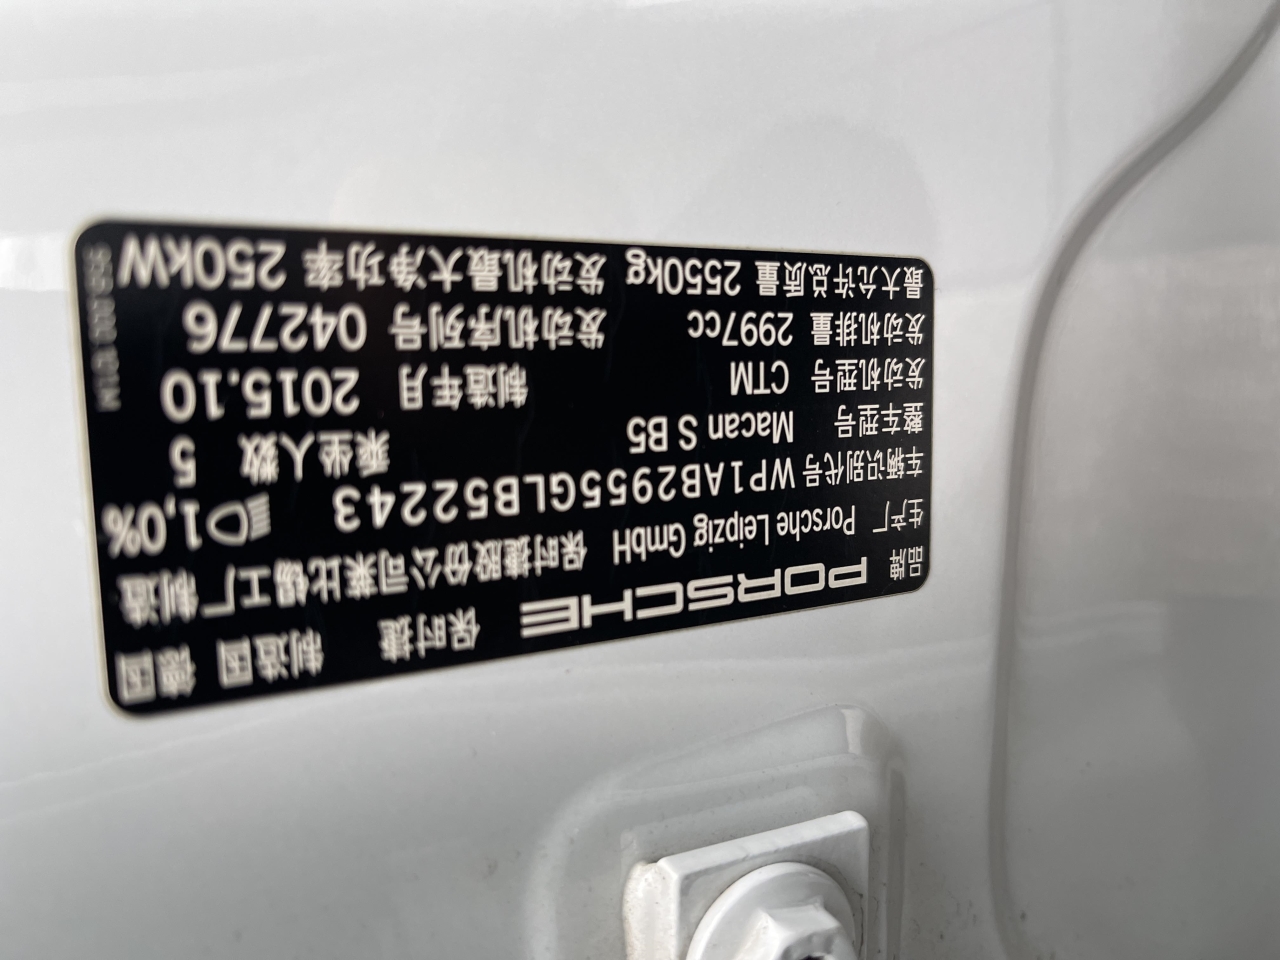 品牌 PORSCHE 保时捷 制造国 德国
生产厂 Porsche Leipzig GmbH 保时捷股份公司莱比锡工厂制造
车辆识别代号 WP1AB2955GLB52243 1,0%
整车型号 Macan S B5 乘坐人数 5
发动机型号 CTM 制造年月 2015.10
发动机排量 2997cc 发动机序列号 042776
最大允许总质量 2550kg 发动机最大净功率 250kW